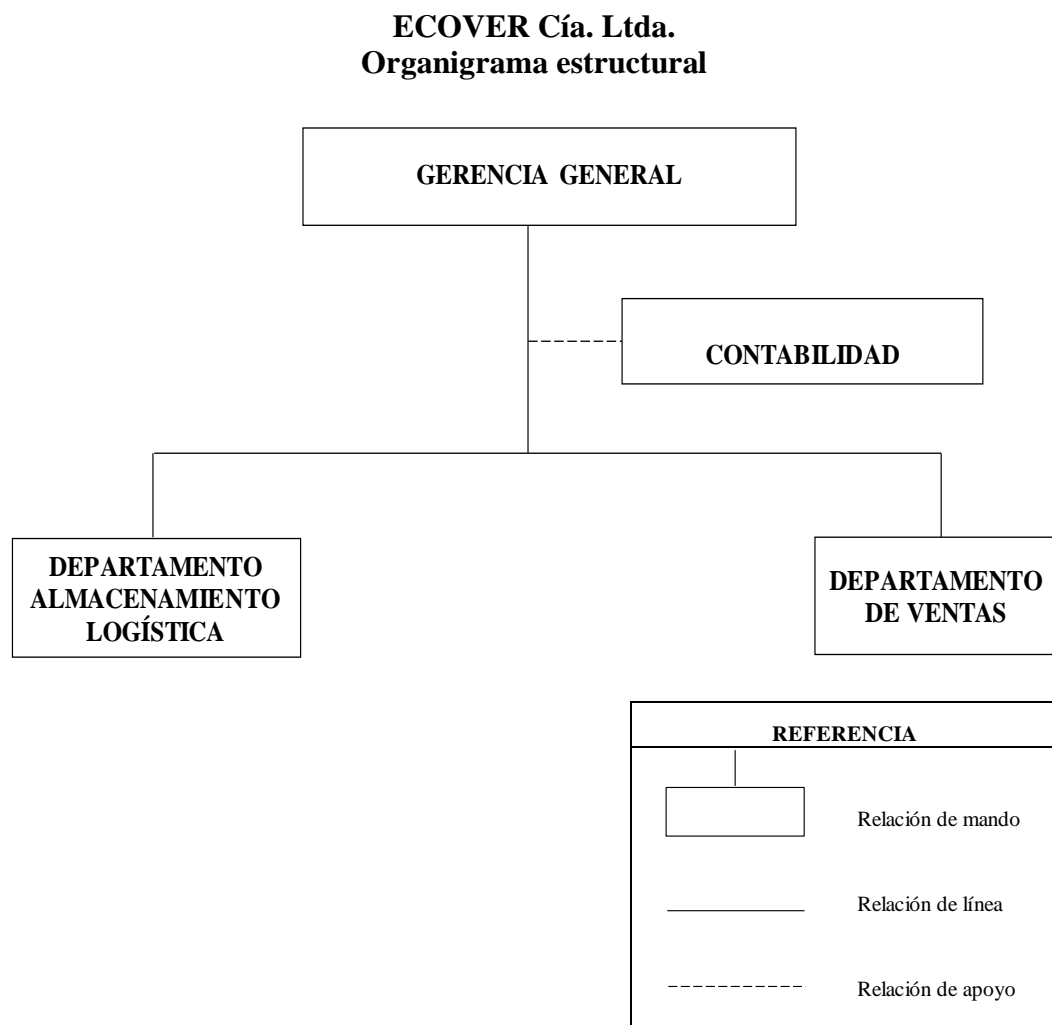 ECOVER Cía. Ltda.
Organigrama estructural
GERENCIA GENERAL
CONTABILIDAD
DEPARTAMENTO
ALMACENAMIENTO
LOGÍSTICA
DEPARTAMENTO
DE VENTAS
REFERENCIA
Relación de mando
Relación de línea
Relación de apoyo